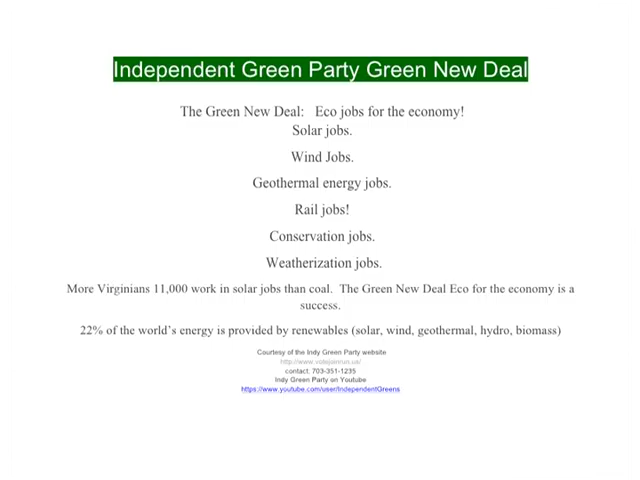 Independent Green Party Green New Deal
The Green New Deal:   Eco jobs for the economy!
Solar jobs.
Wind Jobs.
Geothermal energy jobs.
Rail jobs!
Conservation jobs.
Weatherization jobs.
More Virginians 11,000 work in solar jobs than coal.  The Green New Deal Eco for the economy is a
success.
22% of the world's energy is provided by renewables (solar, wind, geothermal, hydro, biomass)
Courtesy of the Indy Green Party website
http://www.votejoinrun.us/
contact: 703-351-1235
Indy Green Party on Youtube
https://www.youtube.com/user/IndependentGreens